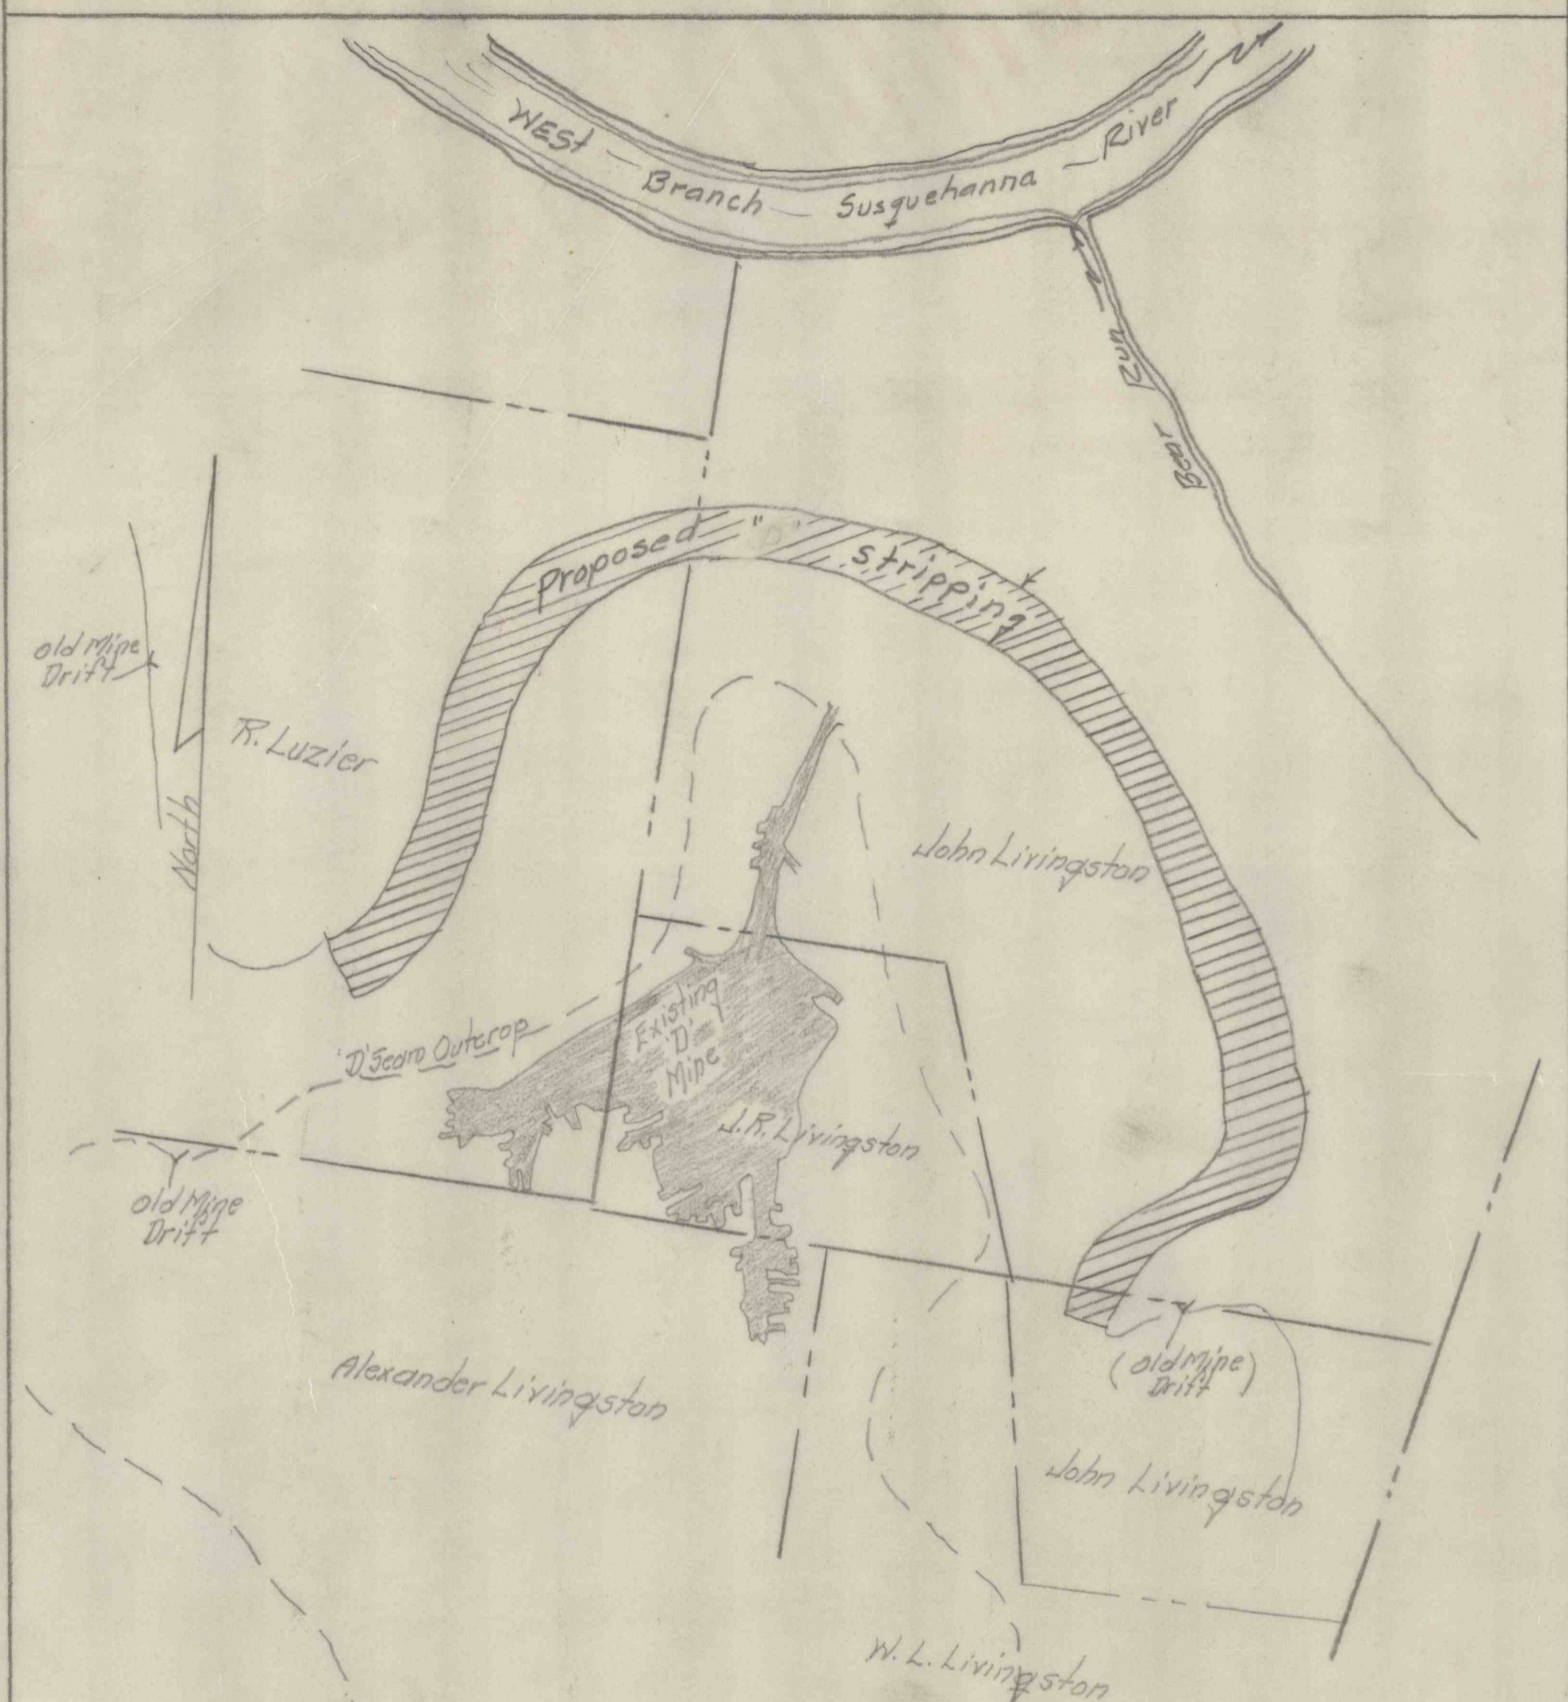 WEST Branch Susquehanna River
Bear Run
Proposed " " Stripping
old Mine
Drift
R. Luzier
North
John Livingston
Existing
'D'
Mine
'D' Seam Outcrop
J.R. Livingston
old Mine
Drift
(old Mine)
Drift
Alexander Livingston
John Livingston
W. L. Livingston